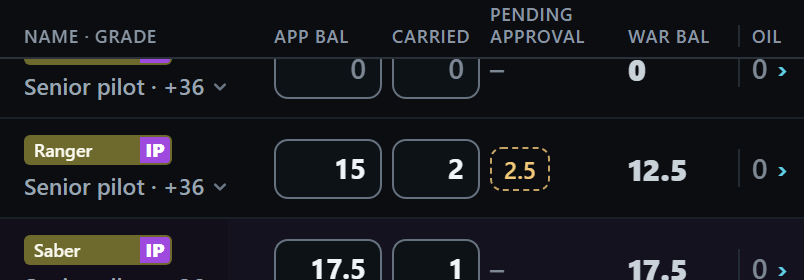 PENDING
NAME · GRADE APP BAL CARRIED APPROVAL WAR BAL OIL
0 0 – 0 0 ›
Senior pilot · +36
Ranger IP
15 2 2.5 12.5 0 ›
Senior pilot · +36
Saber IP
17.5 1 – 17.5 0 ›